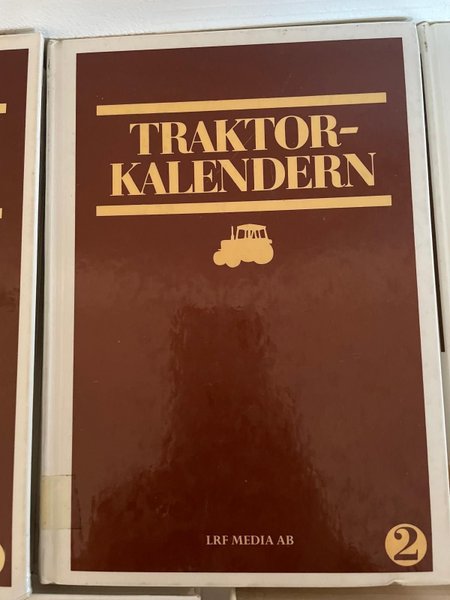 TRAKTOR-
KALENDERN
LRF MEDIA AB
2